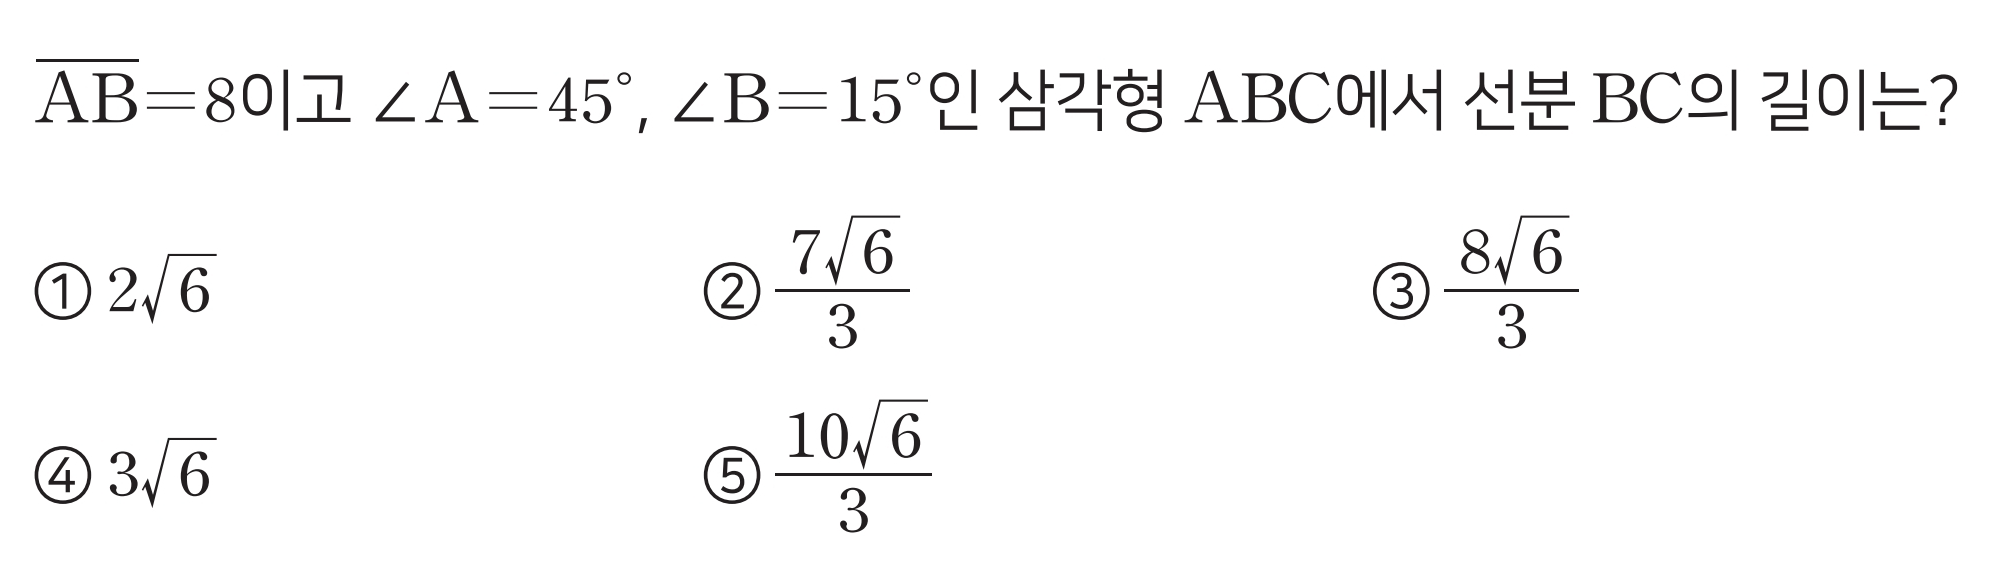 $\overline{AB}=8$이고 $\angle A=45^\circ$, $\angle B=15^\circ$인 삼각형 ABC에서 선분 BC의 길이는?
① $2\sqrt{6}$ ② $\frac{7\sqrt{6}}{3}$ ③ $\frac{8\sqrt{6}}{3}$
④ $3\sqrt{6}$ ⑤ $\frac{10\sqrt{6}}{3}$